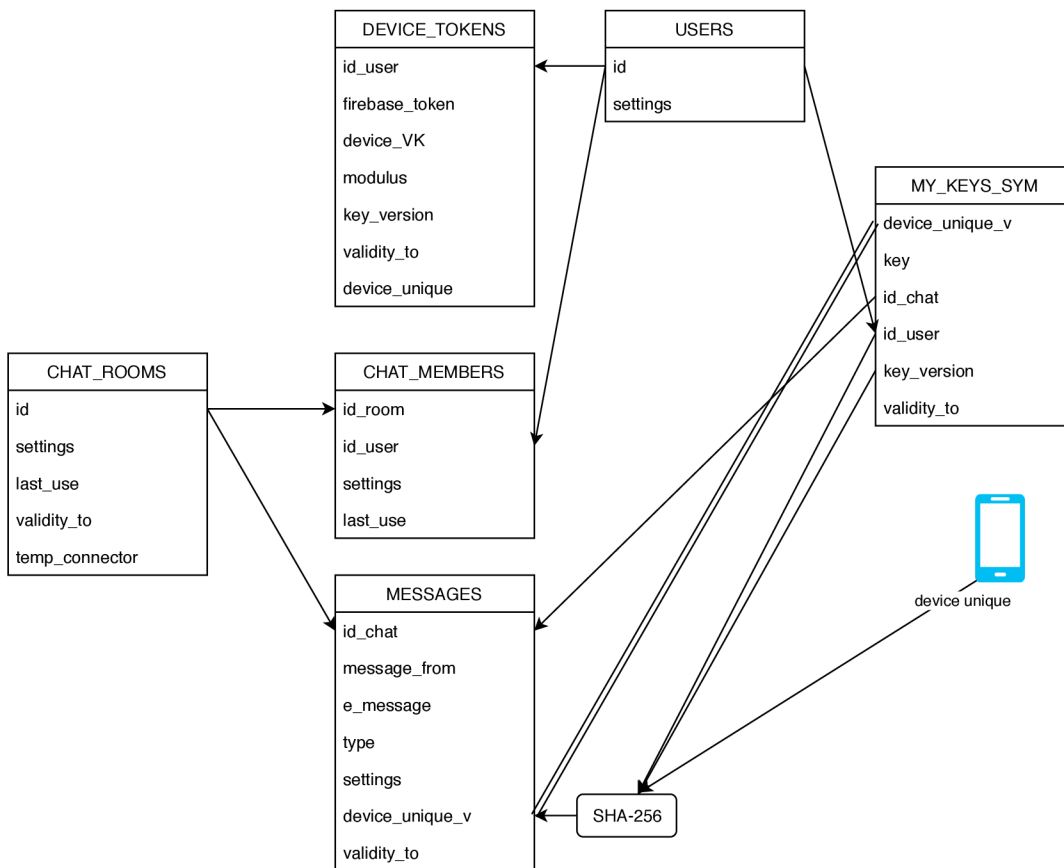 DEVICE_TOKENS
id_user
firebase_token
device_VK
modulus
key_version
validity_to
device_unique
USERS
id
settings
MY_KEYS_SYM
device_unique_v
key
id_chat
id_user
key_version
validity_to
CHAT_ROOMS
id
settings
last_use
validity_to
temp_connector
CHAT_MEMBERS
id_room
id_user
settings
last_use
device unique
MESSAGES
id_chat
message_from
e_message
type
settings
device_unique_v
validity_to
SHA-256